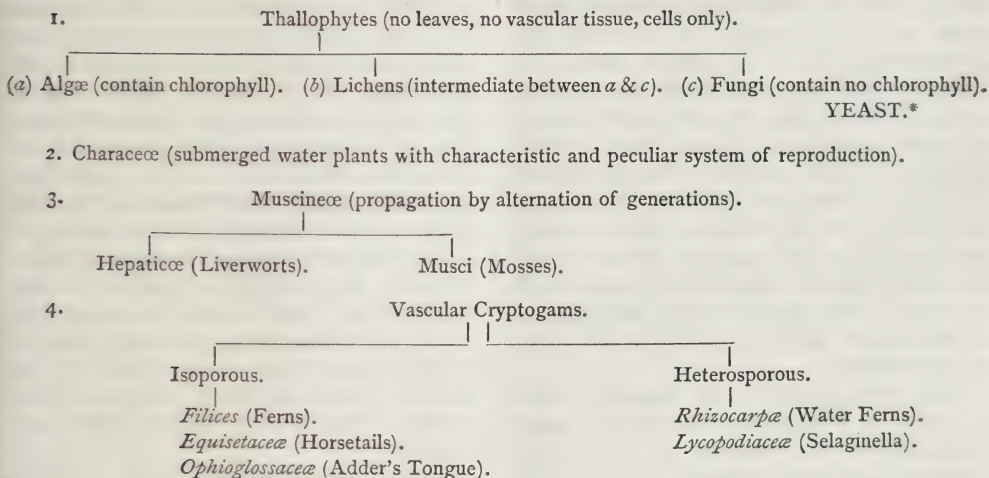 1. Thallophytes (no leaves, no vascular tissue, cells only).
(a) Algæ (contain chlorophyll). (b) Lichens (intermediate between a & c). (c) Fungi (contain no chlorophyll).
YEAST.*
2. Characeœ (submerged water plants with characteristic and peculiar system of reproduction).
3. Muscineœ (propagation by alternation of generations).
Hepaticœ (Liverworts). Musci (Mosses).
4. Vascular Cryptogams.
Isoporous. Heterosporous.
Filices (Ferns). Rhizocarpæ (Water Ferns).
Equisetaceæ (Horsetails). Lycopodiaceæ (Selaginella).
Ophioglossaceæ (Adder's Tongue).